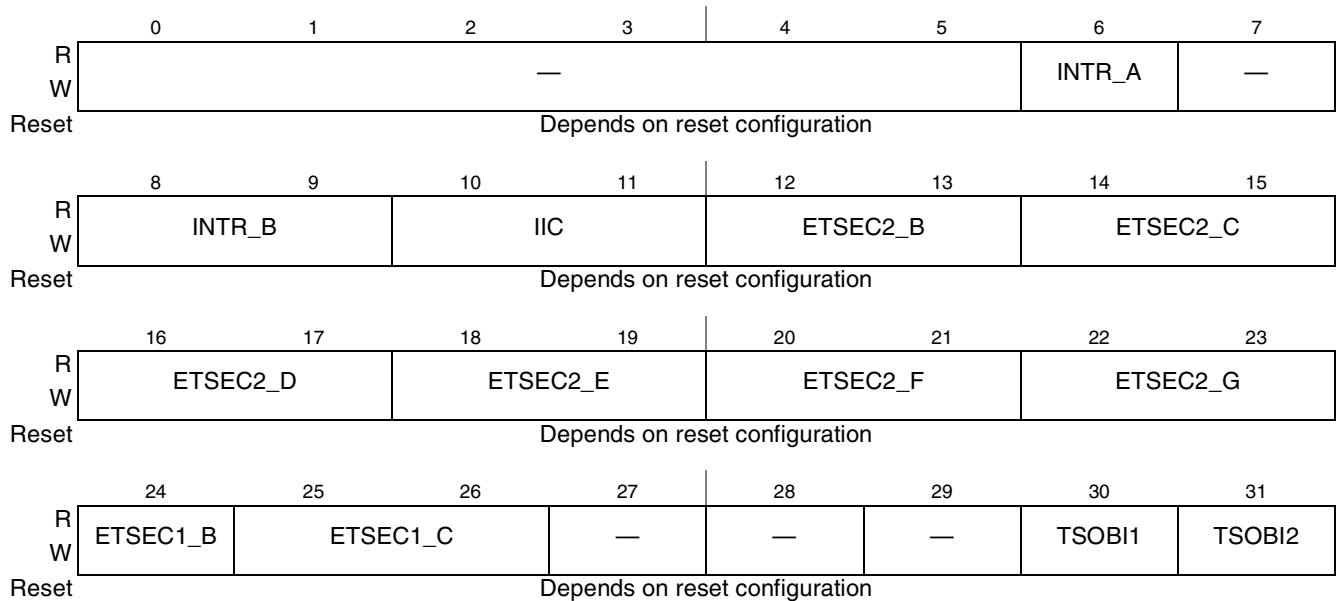 0 1 2 3 4 5 6 7
R
W
— INTR_A —
Reset Depends on reset configuration
8 9 10 11 12 13 14 15
R
W
INTR_B IIC ETSEC2_B ETSEC2_C
Reset Depends on reset configuration
16 17 18 19 20 21 22 23
R
W
ETSEC2_D ETSEC2_E ETSEC2_F ETSEC2_G
Reset Depends on reset configuration
24 25 26 27 28 29 30 31
R
W
ETSEC1_B ETSEC1_C — — — TSOBI1 TSOBI2
Reset Depends on reset configuration